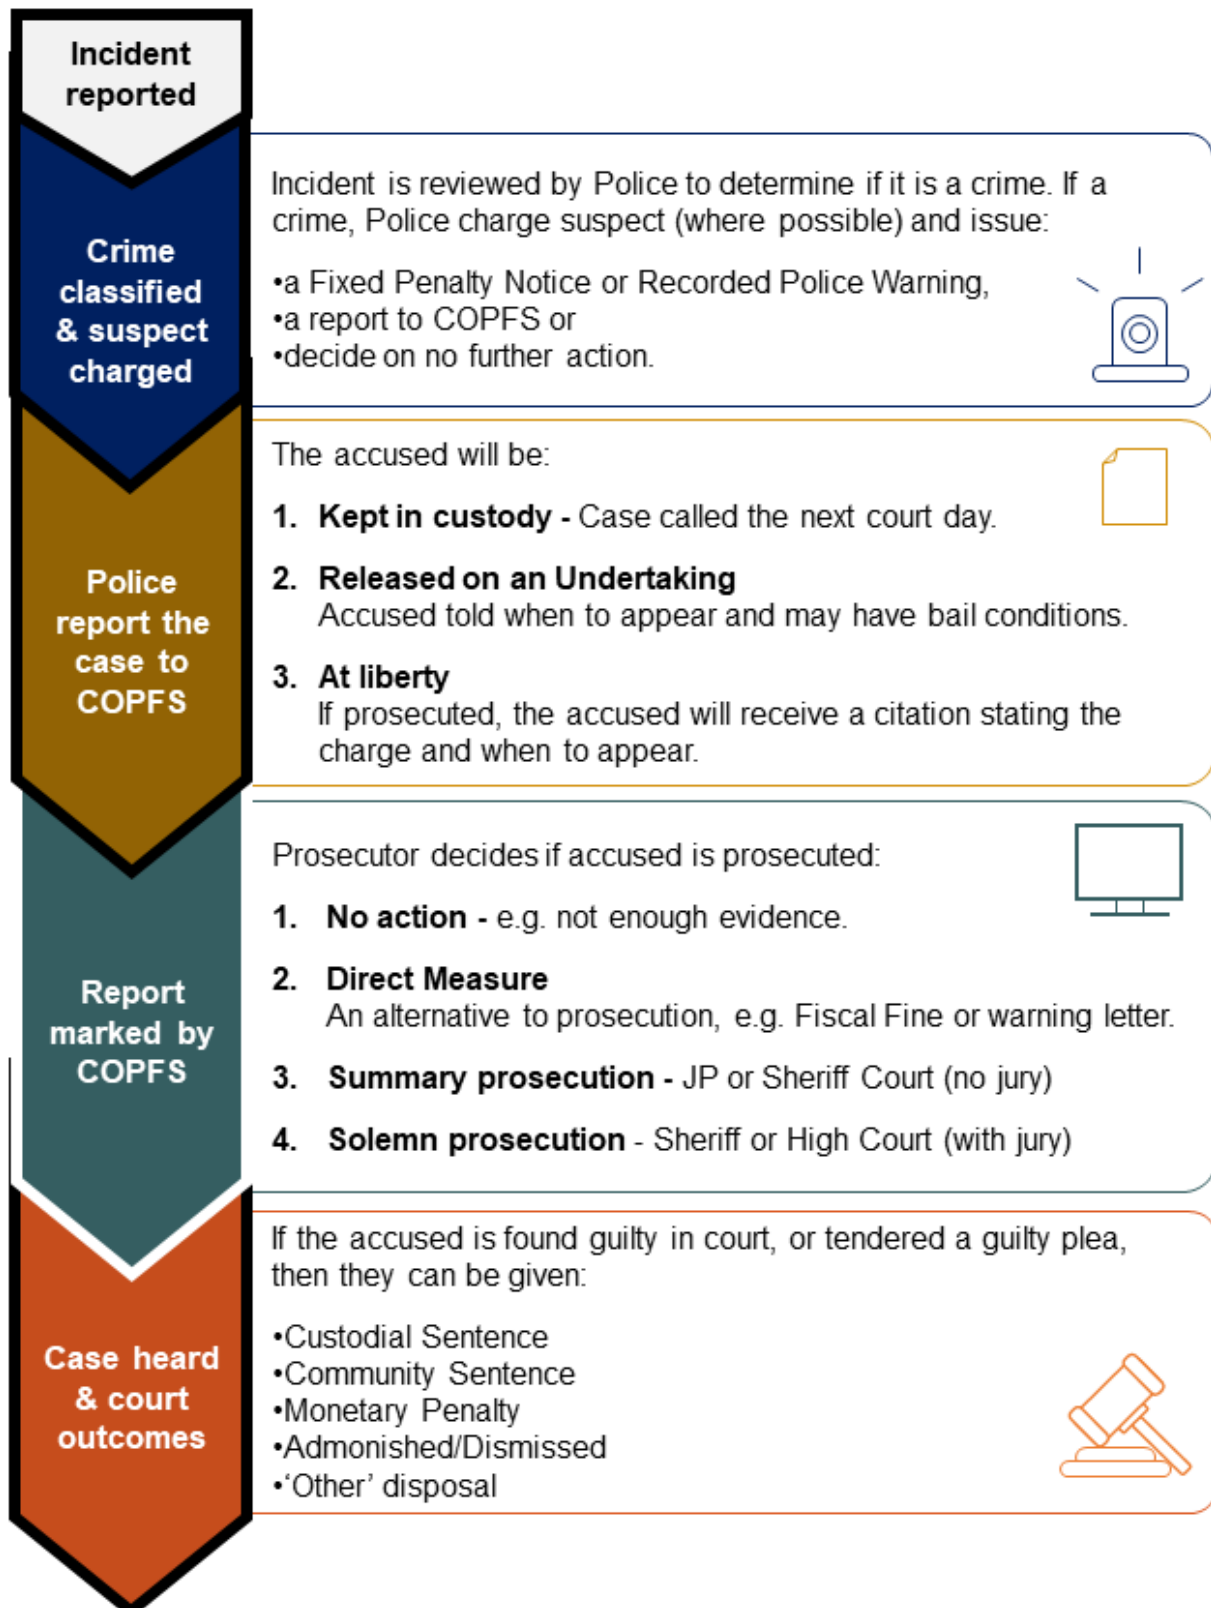 Incident
reported
Crime
classified
& suspect
charged
Incident is reviewed by Police to determine if it is a crime. If a
crime, Police charge suspect (where possible) and issue:
•a Fixed Penalty Notice or Recorded Police Warning,
•a report to COPFS or
•decide on no further action.
Police
report the
case to
COPFS
The accused will be:
1. Kept in custody - Case called the next court day.
2. Released on an Undertaking
Accused told when to appear and may have bail conditions.
3. At liberty
If prosecuted, the accused will receive a citation stating the
charge and when to appear.
Report
marked by
COPFS
Prosecutor decides if accused is prosecuted:
1. No action - e.g. not enough evidence.
2. Direct Measure
An alternative to prosecution, e.g. Fiscal Fine or warning letter.
3. Summary prosecution - JP or Sheriff Court (no jury)
4. Solemn prosecution - Sheriff or High Court (with jury)
Case heard
& court
outcomes
If the accused is found guilty in court, or tendered a guilty plea,
then they can be given:
•Custodial Sentence
•Community Sentence
•Monetary Penalty
•Admonished/Dismissed
•‘Other’ disposal